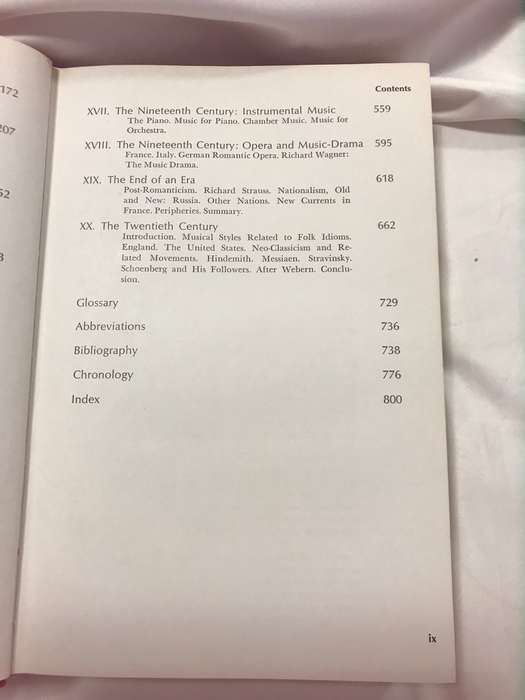 172
207
52
Contents
XVII. The Nineteenth Century: Instrumental Music 559
The Piano. Music for Piano. Chamber Music. Music for
Orchestra.
XVIII. The Nineteenth Century: Opera and Music-Drama 595
France. Italy. German Romantic Opera. Richard Wagner:
The Music Drama.
XIX. The End of an Era 618
Post-Romanticism. Richard Strauss. Nationalism, Old
and New: Russia. Other Nations. New Currents in
France. Peripheries. Summary.
XX. The Twentieth Century 662
Introduction. Musical Styles Related to Folk Idioms.
England. The United States. Neo-Classicism and Re-
lated Movements. Hindemith. Messiaen. Stravinsky.
Schoenberg and His Followers. After Webern. Conclu-
sion.
Glossary 729
Abbreviations 736
Bibliography 738
Chronology 776
Index 800
ix